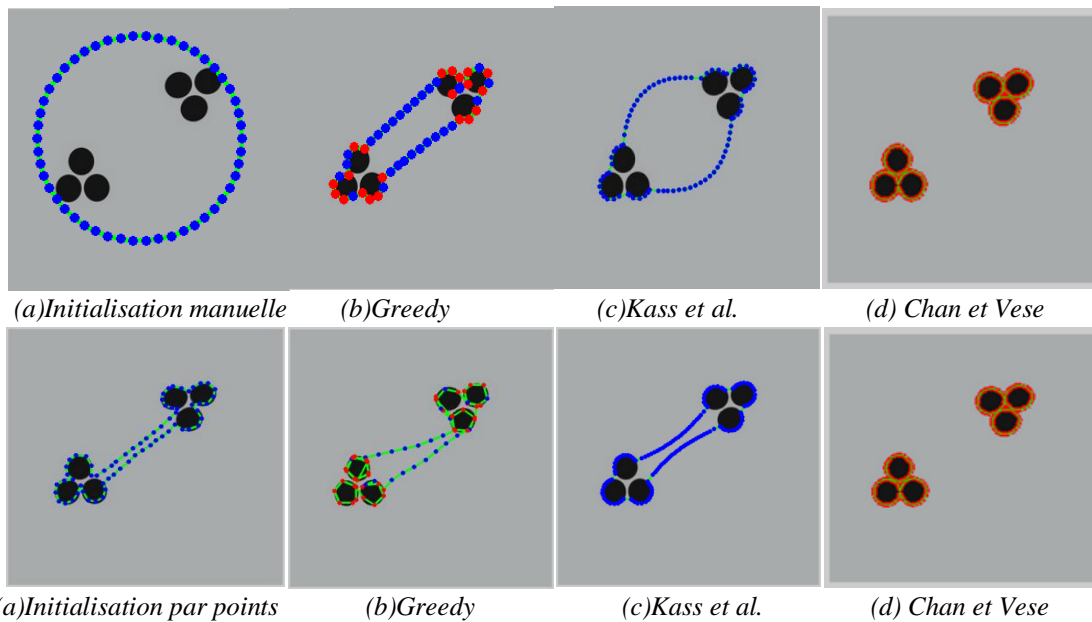 (a)Initialisation manuelle (b)Greedy (c)Kass et al. (d) Chan et Vese
(a)Initialisation par points (b)Greedy (c)Kass et al. (d) Chan et Vese